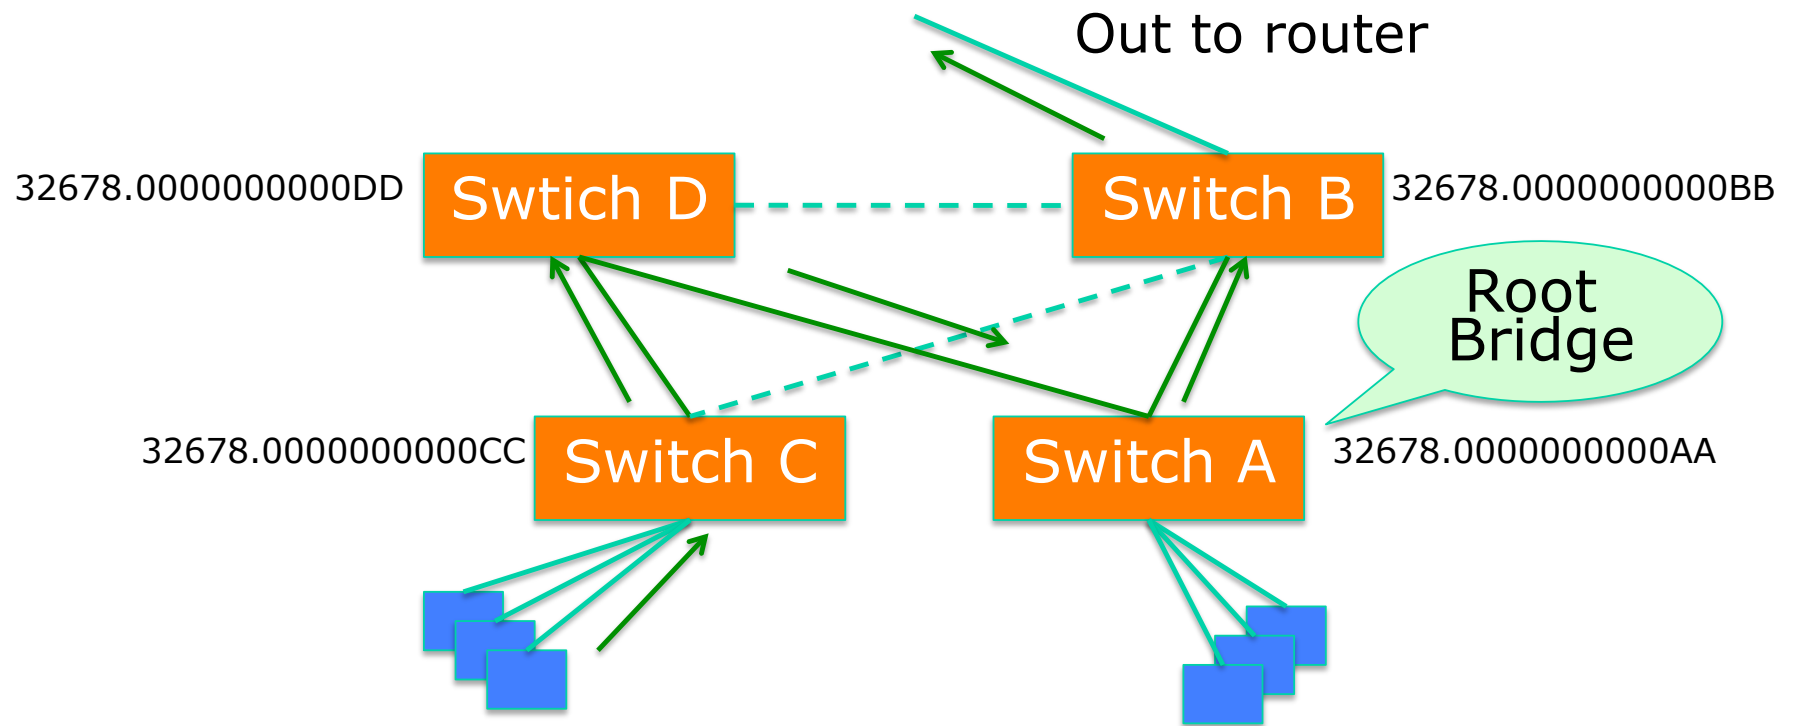 Out to router
32678.0000000000DD
Swtich D
Switch B
32678.0000000000BB
Root
Bridge
32678.0000000000CC
Switch C
Switch A
32678.0000000000AA